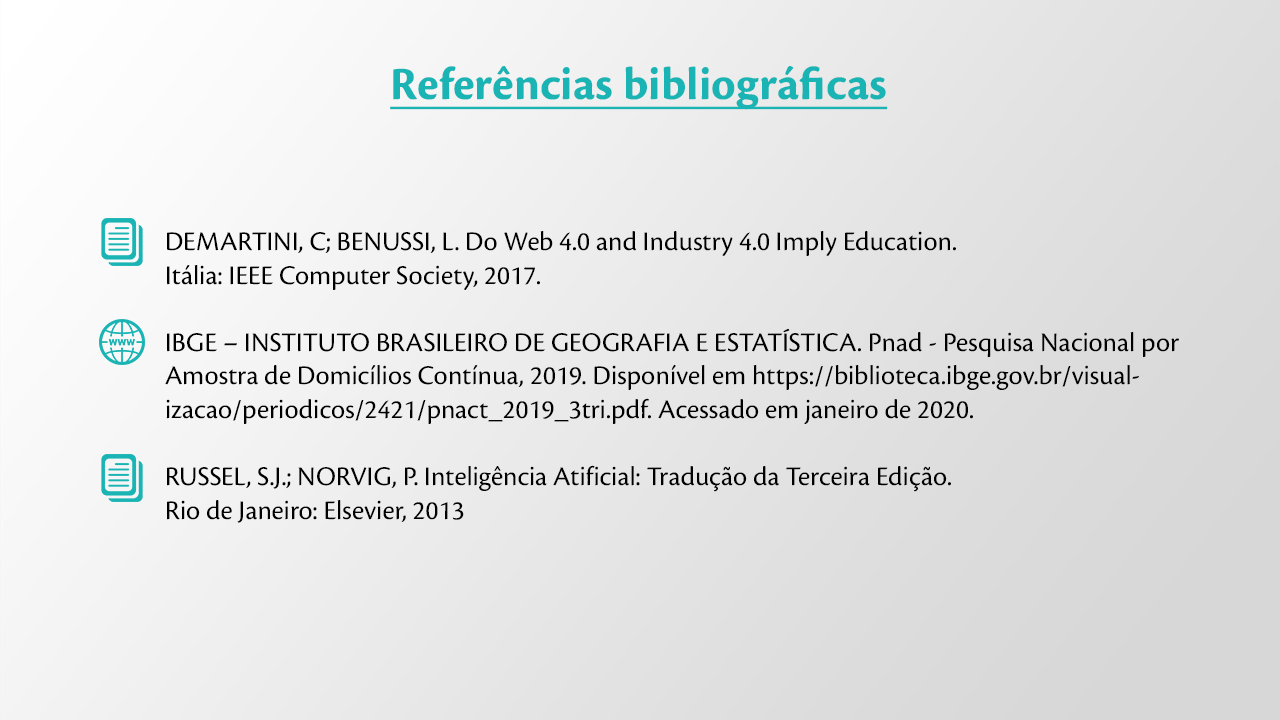 Referências bibliográficas
DEMARTINI, C; BENUSSI, L. Do Web 4.0 and Industry 4.0 Imply Education.
Itália: IEEE Computer Society, 2017.
www
IBGE – INSTITUTO BRASILEIRO DE GEOGRAFIA E ESTATÍSTICA. Pnad - Pesquisa Nacional por
Amostra de Domicílios Contínua, 2019. Disponível em https://biblioteca.ibge.gov.br/visual-
izacao/periodicos/2421/pnact_2019_3tri.pdf. Acessado em janeiro de 2020.
RUSSEL, S.J.; NORVIG, P. Inteligência Atificial: Tradução da Terceira Edição.
Rio de Janeiro: Elsevier, 2013